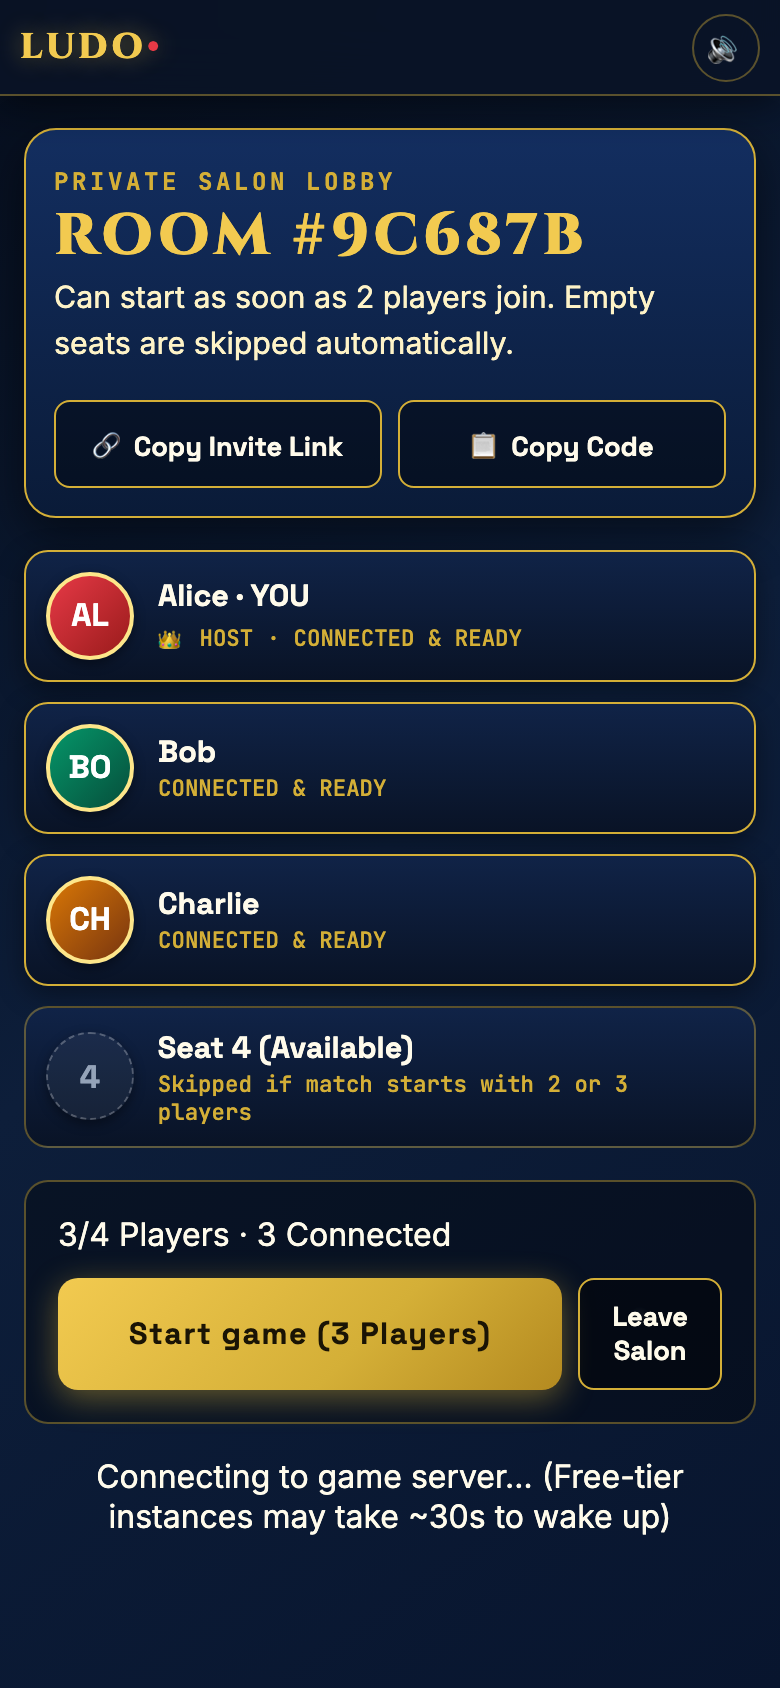 LUDO
PRIVATE SALON LOBBY
ROOM #9C687B
Can start as soon as 2 players join. Empty
seats are skipped automatically.
Copy Invite Link
Copy Code
AL
Alice · YOU
HOST · CONNECTED & READY
BO
Bob
CONNECTED & READY
CH
Charlie
CONNECTED & READY
4
Seat 4 (Available)
Skipped if match starts with 2 or 3
players
3/4 Players · 3 Connected
Start game (3 Players)
Leave
Salon
Connecting to game server... (Free-tier
instances may take ~30s to wake up)